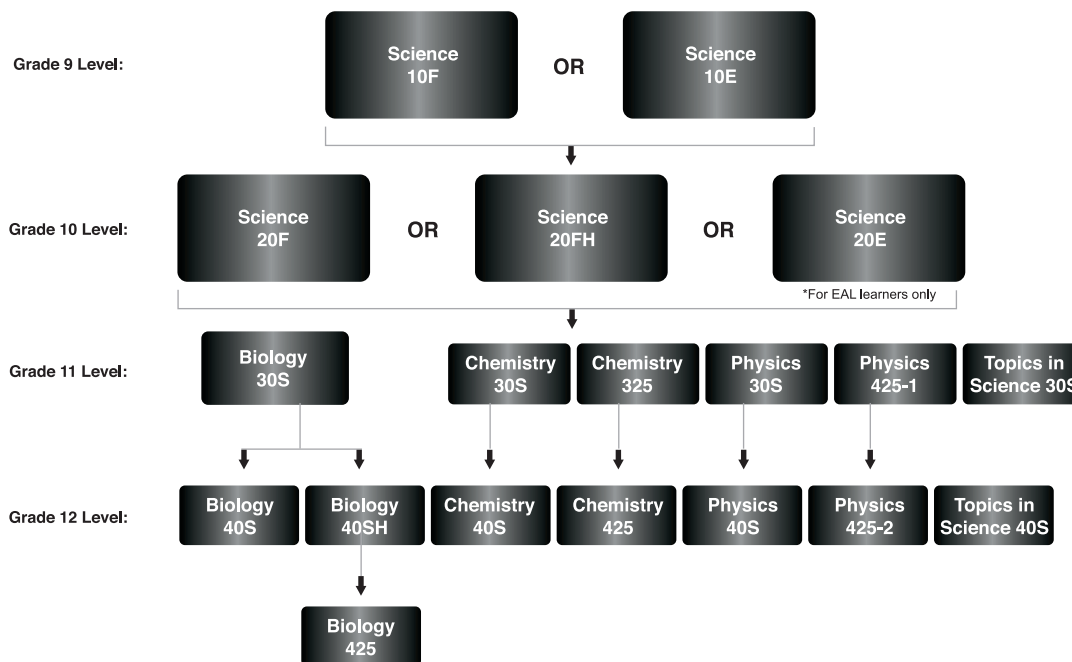 Grade 9 Level:
Science
10F
OR
Science
10E
Grade 10 Level:
Science
20F
OR
Science
20FH
OR
Science
20E
*For EAL learners only
Grade 11 Level:
Biology
30S
Chemistry
30S
Chemistry
325
Physics
30S
Physics
425-1
Topics in
Science 30S
Grade 12 Level:
Biology
40S
Biology
40SH
Chemistry
40S
Chemistry
425
Physics
40S
Physics
425-2
Topics in
Science 40S
Biology
425